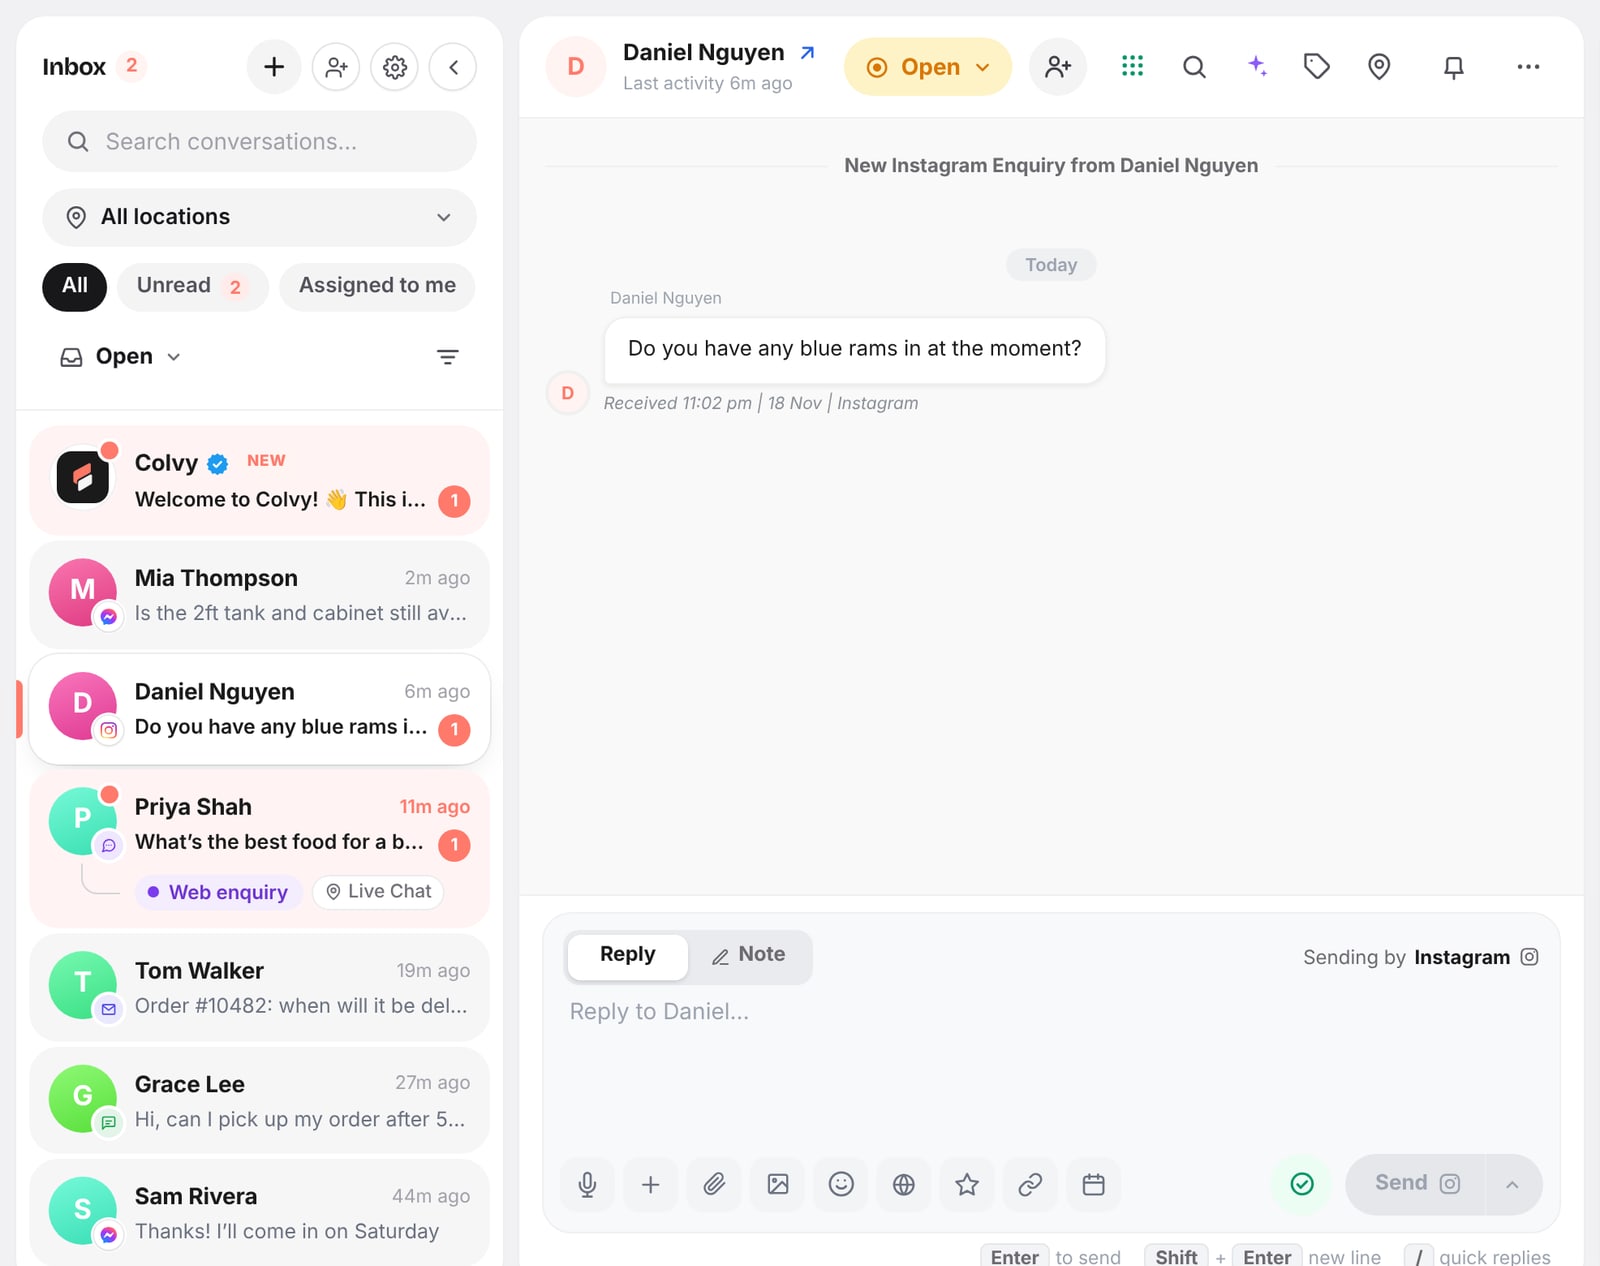 Inbox 2
Search conversations...
All locations
All
Unread 2
Assigned to me
Open
Colvy NEW
Welcome to Colvy! 👋 This i...
1
M
Mia Thompson 2m ago
Is the 2ft tank and cabinet still av...
D
Daniel Nguyen 6m ago
Do you have any blue rams i...
1
P
Priya Shah 11m ago
What's the best food for a b...
1
Web enquiry
Live Chat
T
Tom Walker 19m ago
Order #10482: when will it be del...
G
Grace Lee 27m ago
Hi, can I pick up my order after 5...
S
Sam Rivera 44m ago
Thanks! I'll come in on Saturday
D
Daniel Nguyen
Last activity 6m ago
Open
New Instagram Enquiry from Daniel Nguyen
Today
Daniel Nguyen
Do you have any blue rams in at the moment?
D
Received 11:02 pm | 18 Nov | Instagram
Reply
Note
Sending by Instagram
Reply to Daniel...
Send
Enter to send Shift + Enter new line / quick replies